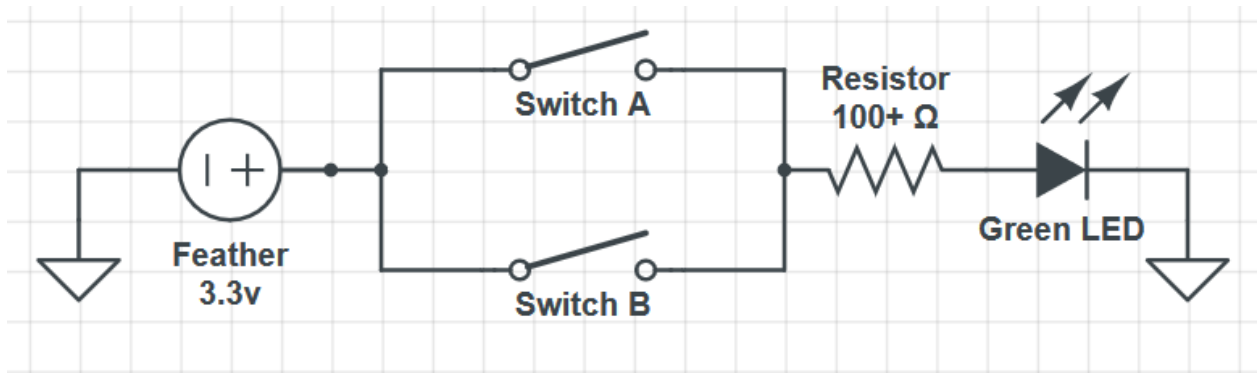 Switch A
Resistor
100+ Ω
Feather
3.3v
Switch B
Green LED